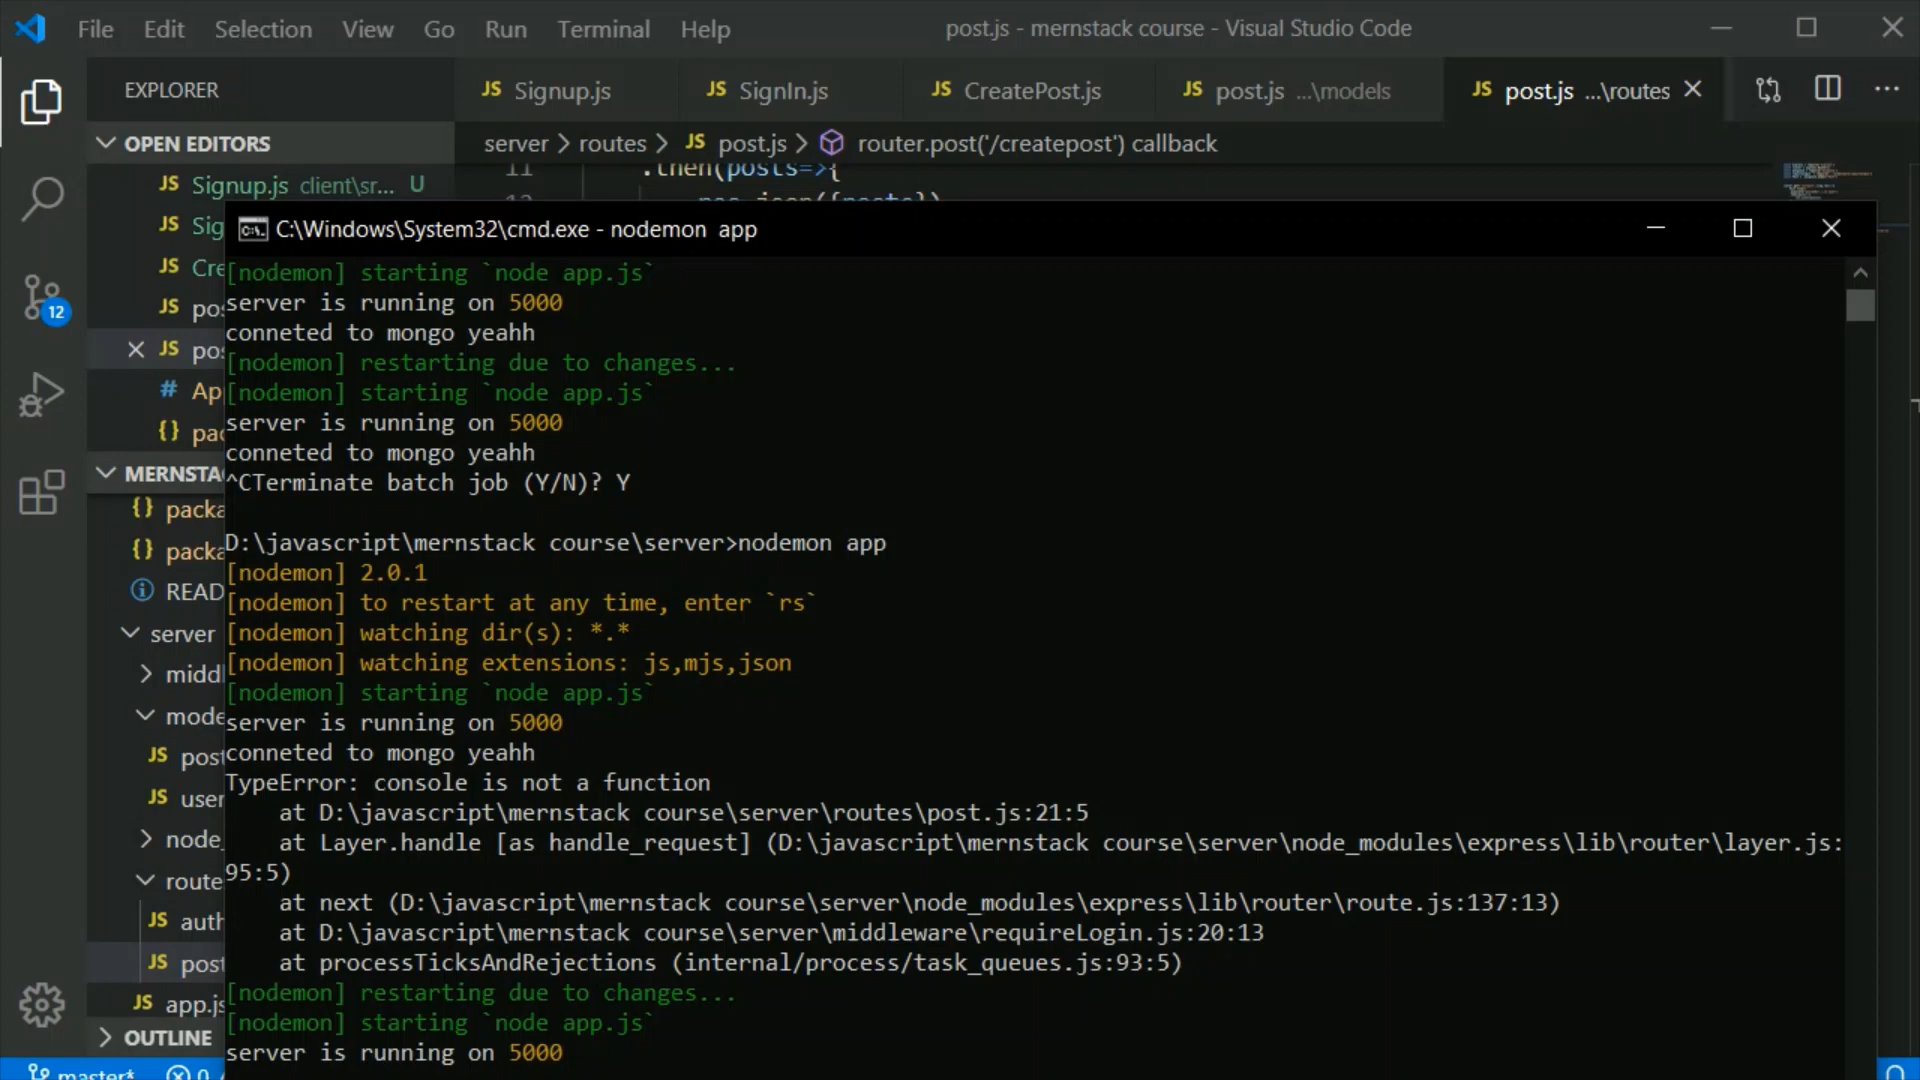 File Edit Selection View Go Run Terminal Help
post.js - mernstack course - Visual Studio Code
EXPLORER
JS Signup.js
JS SignIn.js
JS CreatePost.js
JS post.js ...\models
JS post.js ...\routes
OPEN EDITORS
server > routes > JS post.js > router.post('/createpost') callback
11 .then(posts=>{
JS Signup.js client\sr... U
JS Sig
JS Cre
JS pos
JS pos
# Ap
{} pac
MERNSTA
{} packa
{} packa
READ
server
middl
mode
JS post
JS user
node_
route
JS auth
JS post
JS app.js
OUTLINE
12
master*
0
C:\Windows\System32\cmd.exe - nodemon  app
[nodemon] starting `node app.js`
server is running on 5000
conneted to mongo yeahh
[nodemon] restarting due to changes...
[nodemon] starting `node app.js`
server is running on 5000
conneted to mongo yeahh
^CTerminate batch job (Y/N)? Y
D:\javascript\mernstack course\server>nodemon app
[nodemon] 2.0.1
[nodemon] to restart at any time, enter `rs`
[nodemon] watching dir(s): *.*
[nodemon] watching extensions: js,mjs,json
[nodemon] starting `node app.js`
server is running on 5000
conneted to mongo yeahh
TypeError: console is not a function
at D:\javascript\mernstack course\server\routes\post.js:21:5
at Layer.handle [as handle_request] (D:\javascript\mernstack course\server\node_modules\express\lib\router\layer.js:
95:5)
at next (D:\javascript\mernstack course\server\node_modules\express\lib\router\route.js:137:13)
at D:\javascript\mernstack course\server\middleware\requireLogin.js:20:13
at processTicksAndRejections (internal/process/task_queues.js:93:5)
[nodemon] restarting due to changes...
[nodemon] starting `node app.js`
server is running on 5000